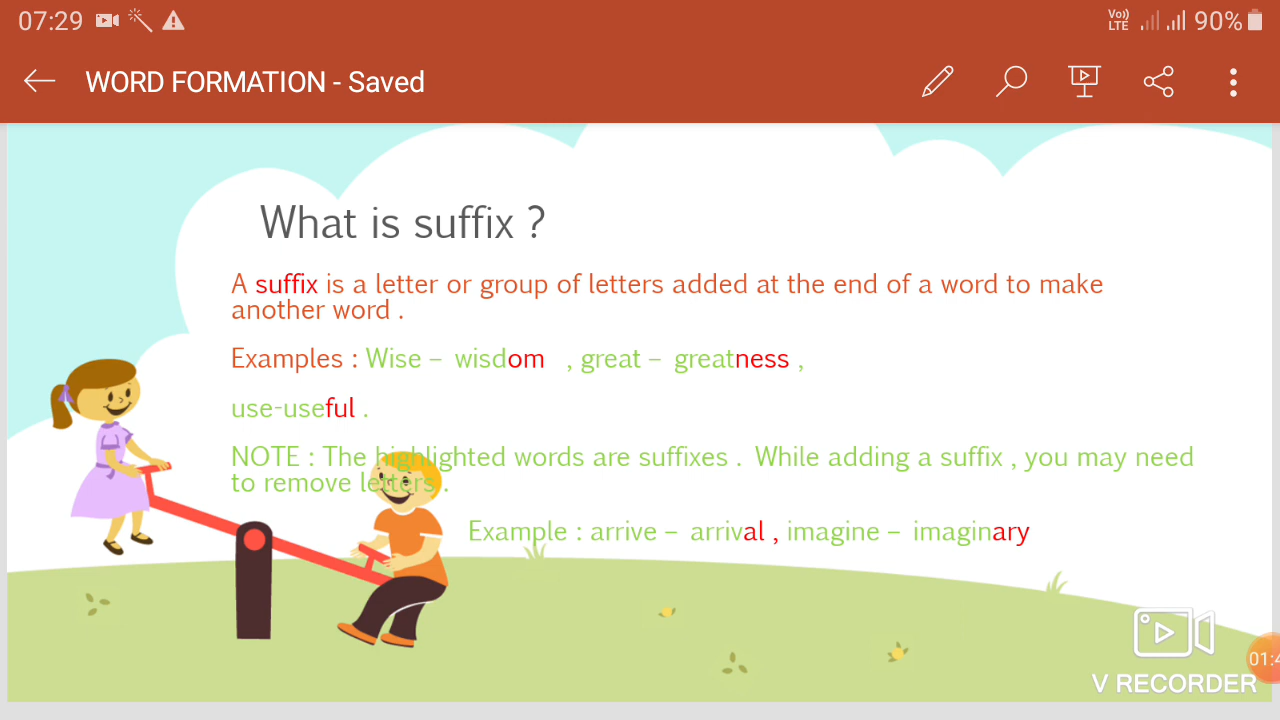 07:29 Vo)) LTE 90%
WORD FORMATION - Saved
What is suffix ?
A suffix is a letter or group of letters added at the end of a word to make
another word .
Examples : Wise – wisdom , great – greatness ,
use-useful .
NOTE : The highlighted words are suffixes . While adding a suffix , you may need
to remove letters .
Example : arrive – arrival , imagine – imaginary
V RECORDER